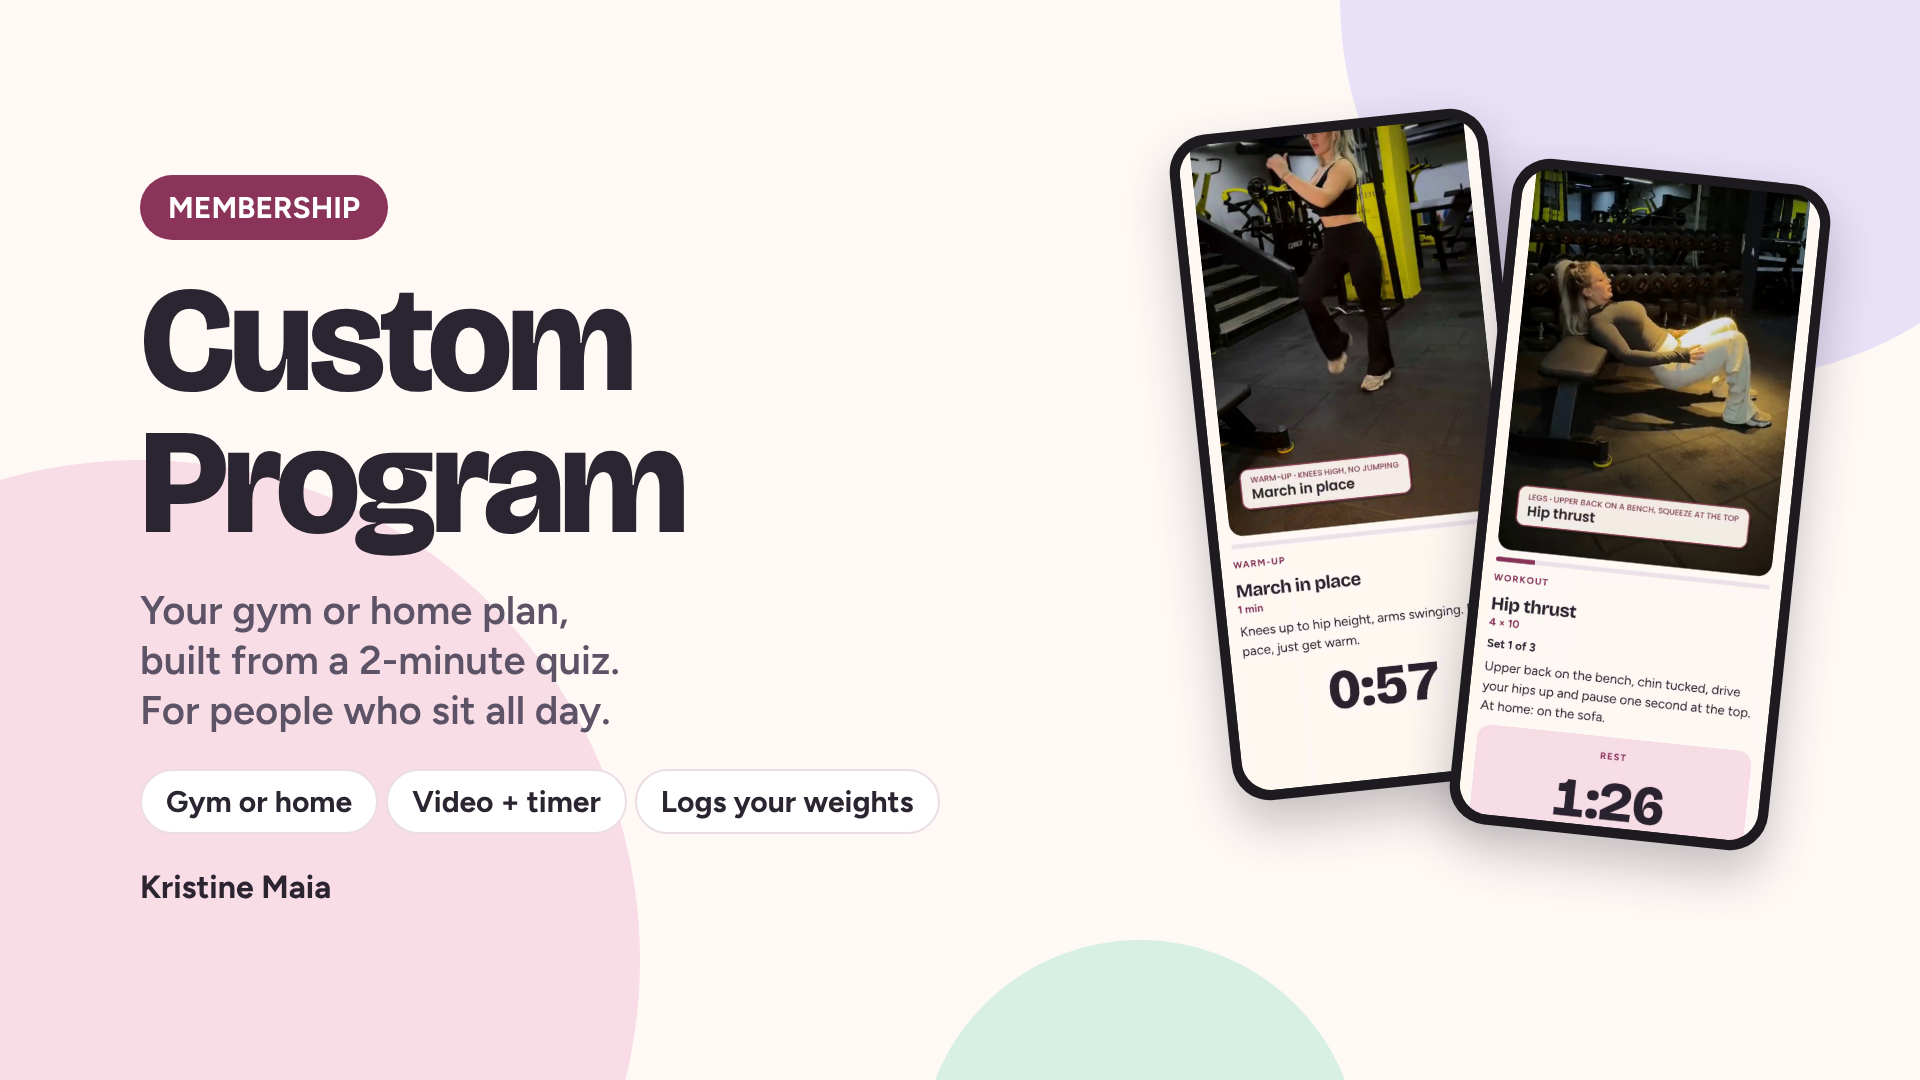 MEMBERSHIP
Custom
Program
Your gym or home plan,
built from a 2-minute quiz.
For people who sit all day.
Gym or home
Video + timer
Logs your weights
Kristine Maia
WARM-UP · KNEES HIGH, NO JUMPING
March in place
WARM-UP
March in place
1 min
Knees up to hip height, arms swinging.
pace, just get warm.
0:57
LEGS · UPPER BACK ON A BENCH, SQUEEZE AT THE TOP
Hip thrust
WORKOUT
Hip thrust
4 × 10
Set 1 of 3
Upper back on the bench, chin tucked, drive
your hips up and pause one second at the top.
At home: on the sofa.
REST
1:26